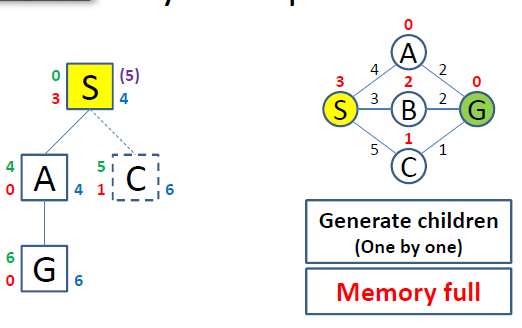 0 S (5)
3 4
4 A
0 4
5 C
1 6
6 G
0 6
0
A
4 2
3 2 0
S 3 B 2 G
1
5 C 1
Generate children
(One by one)
Memory full